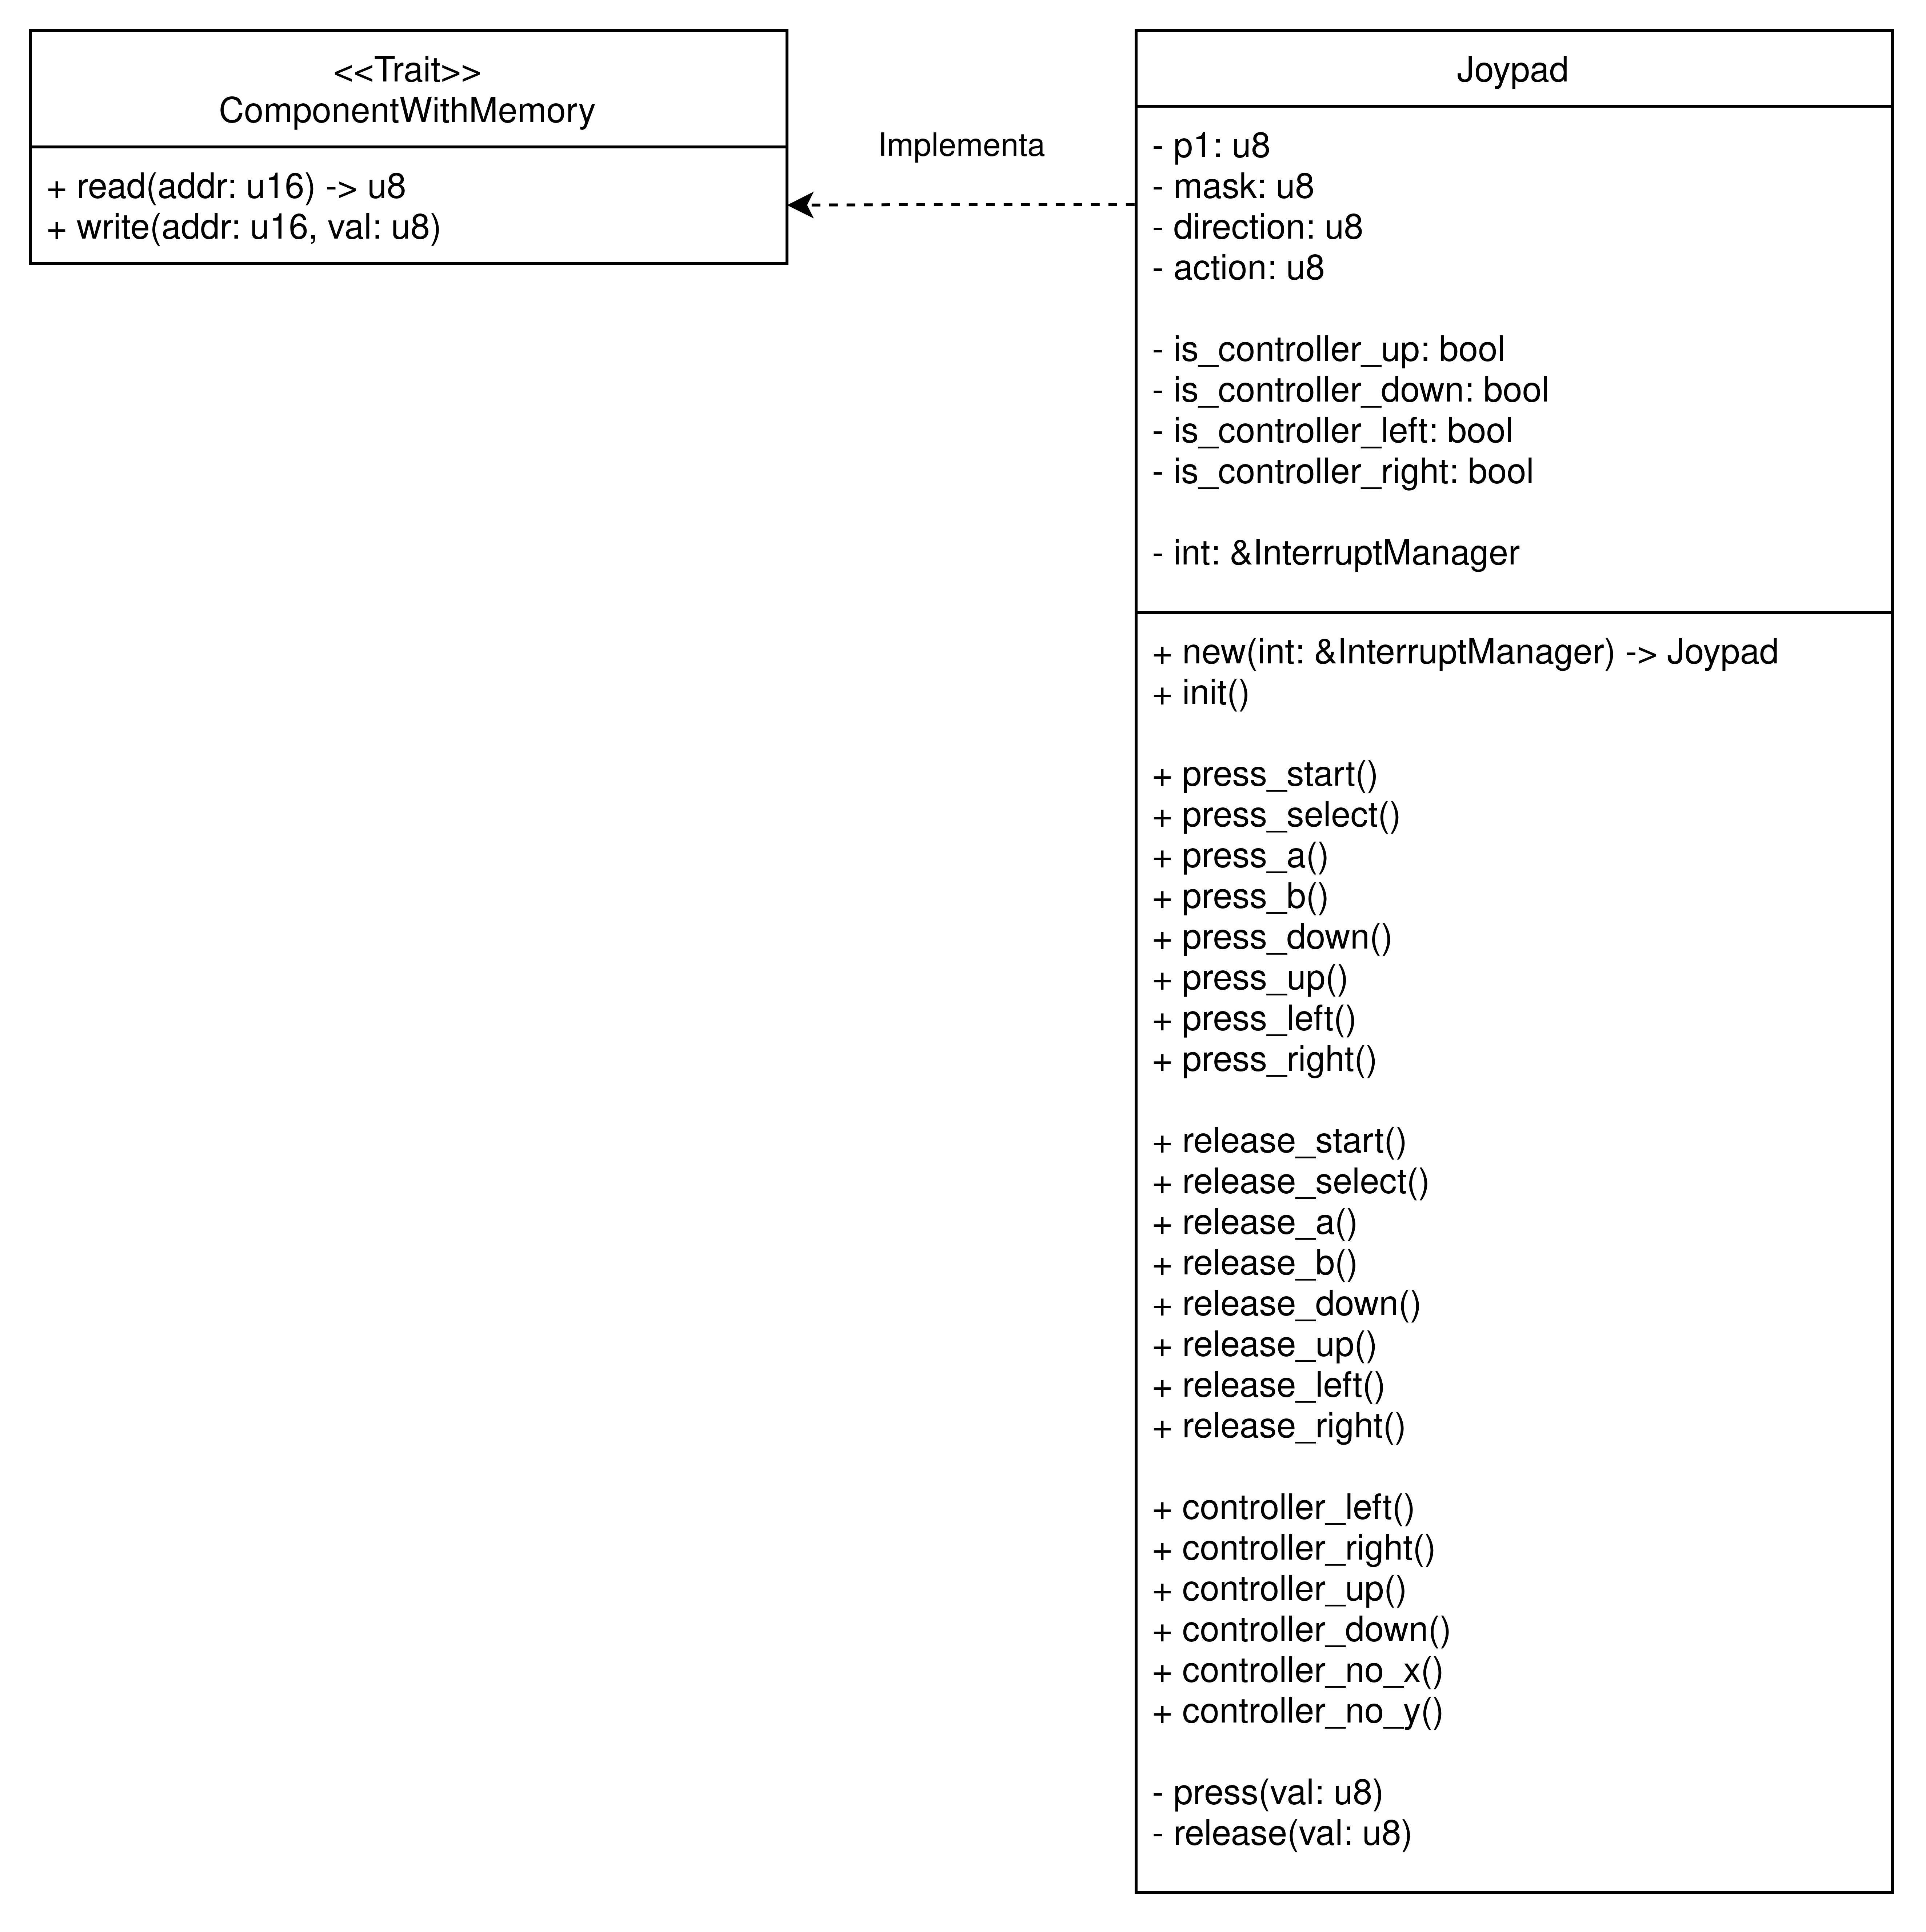 <<Trait>>
ComponentWithMemory
+ read(addr: u16) -> u8
+ write(addr: u16, val: u8)
Implementa
Joypad
- p1: u8
- mask: u8
- direction: u8
- action: u8
- is_controller_up: bool
- is_controller_down: bool
- is_controller_left: bool
- is_controller_right: bool
- int: &InterruptManager
+ new(int: &InterruptManager) -> Joypad
+ init()
+ press_start()
+ press_select()
+ press_a()
+ press_b()
+ press_down()
+ press_up()
+ press_left()
+ press_right()
+ release_start()
+ release_select()
+ release_a()
+ release_b()
+ release_down()
+ release_up()
+ release_left()
+ release_right()
+ controller_left()
+ controller_right()
+ controller_up()
+ controller_down()
+ controller_no_x()
+ controller_no_y()
- press(val: u8)
- release(val: u8)